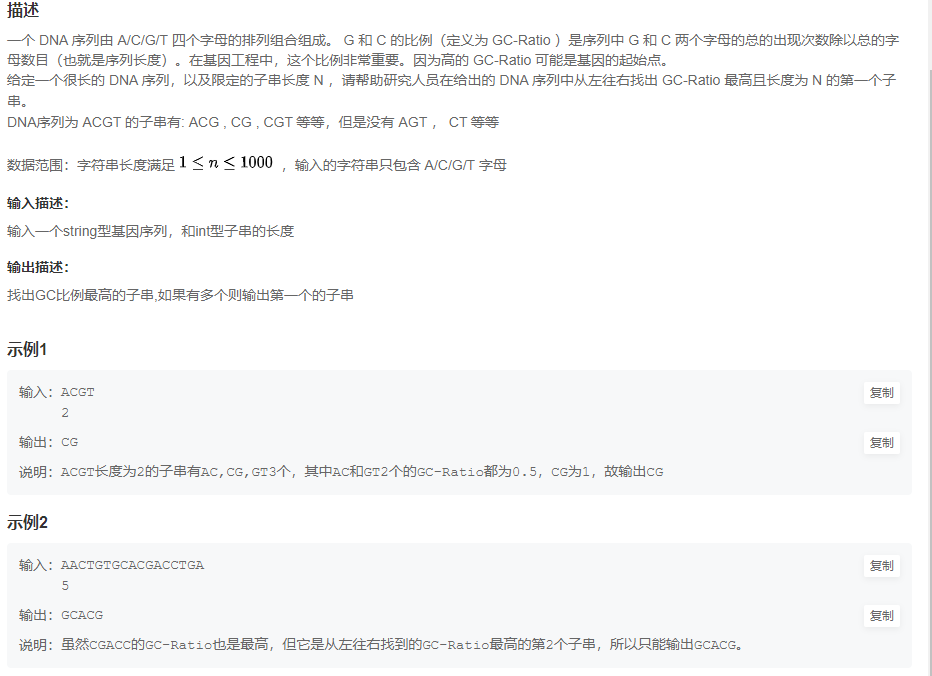 描述
一个 DNA 序列由 A/C/G/T 四个字母的排列组合组成。 G 和 C 的比例（定义为 GC-Ratio ）是序列中 G 和 C 两个字母的总的出现次数除以总的字
母数目（也就是序列长度）。在基因工程中，这个比例非常重要。因为高的 GC-Ratio 可能是基因的起始点。
给定一个很长的 DNA 序列，以及限定的子串长度 N ，请帮助研究人员在给出的 DNA 序列中从左往右找出 GC-Ratio 最高且长度为 N 的第一个子
串。
DNA序列为 ACGT 的子串有: ACG , CG , CGT 等等，但是没有 AGT ， CT 等等
数据范围：字符串长度满足 1 ≤ n ≤ 1000 ，输入的字符串只包含 A/C/G/T 字母
输入描述：
输入一个string型基因序列，和int型子串的长度
输出描述：
找出GC比例最高的子串,如果有多个则输出第一个的子串
示例1
输入：ACGT 复制
2
输出：CG 复制
说明：ACGT长度为2的子串有AC,CG,GT3个，其中AC和GT2个的GC-Ratio都为0.5，CG为1，故输出CG
示例2
输入：AACTGTGCACGACCTGA 复制
5
输出：GCACG 复制
说明：虽然CGACC的GC-Ratio也是最高，但它是从左往右找到的GC-Ratio最高的第2个子串，所以只能输出GCACG。